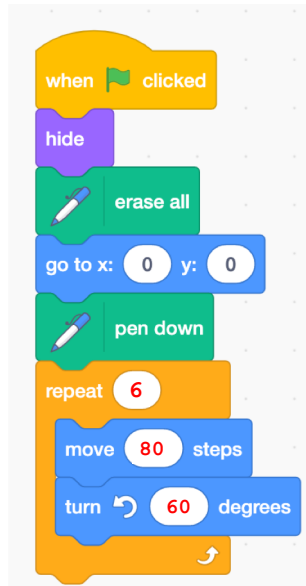 when clicked
hide
erase all
go to x: 0 y: 0
pen down
repeat 6
move 80 steps
turn 60 degrees